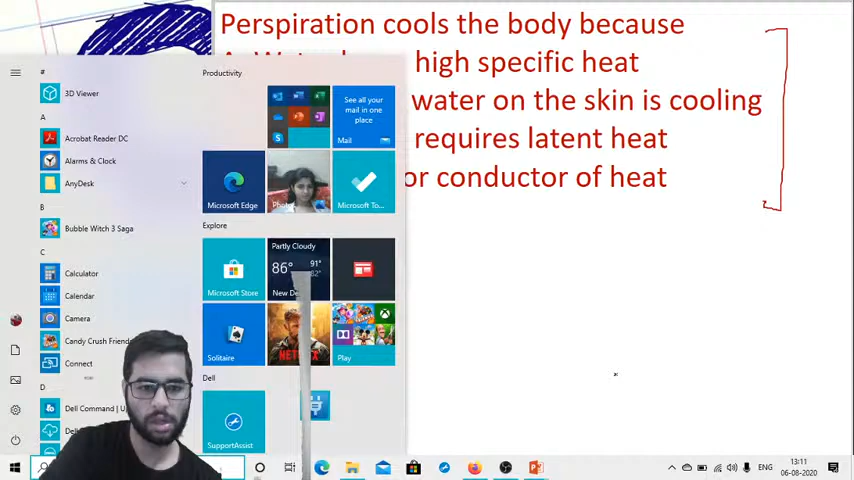 Perspiration cools the body because
high specific heat
water on the skin is cooling
requires latent heat
or conductor of heat
#
3D Viewer
A
Acrobat Reader DC
Alarms & Clock
AnyDesk
B
Bubble Witch 3 Saga
C
Calculator
Calendar
Camera
Candy Crush Friends
Connect
D
Dell Command | U
Productivity
See all your mail in one place
Mail
Microsoft Edge
Microsoft To...
Explore
Microsoft Store
Partly Cloudy
86°
91°
82°
New De
Solitaire
NETFLIX
Play
Dell
SupportAssist
ENG
13:11
06-08-2020